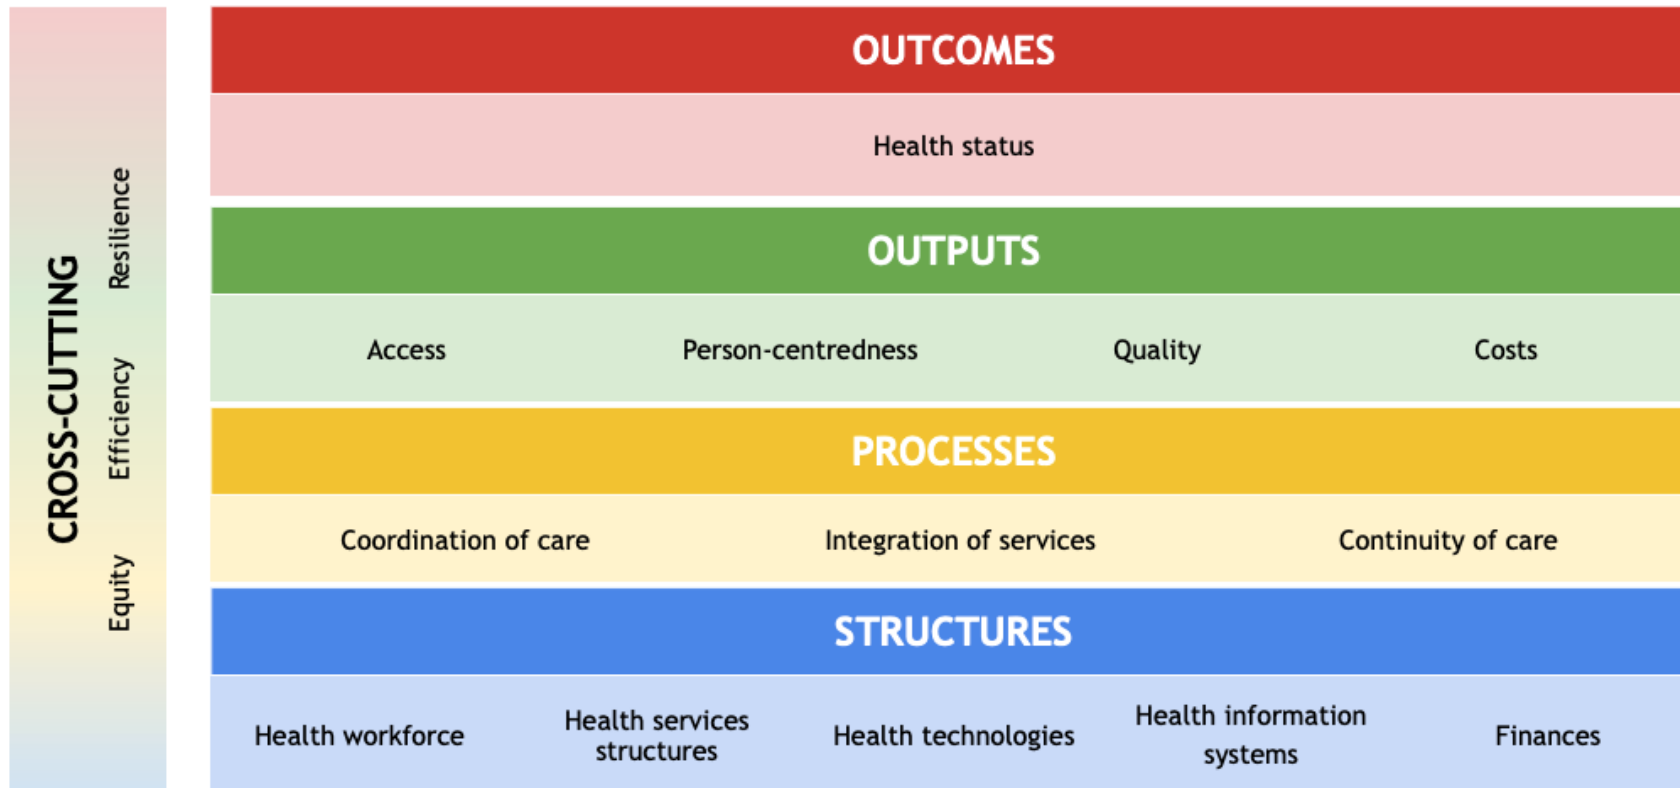 CROSS-CUTTING
Resilience
Efficiency
Equity
OUTCOMES
Health status
OUTPUTS
Access Person-centredness Quality Costs
PROCESSES
Coordination of care Integration of services Continuity of care
STRUCTURES
Health workforce
Health services
structures
Health technologies
Health information
systems
Finances